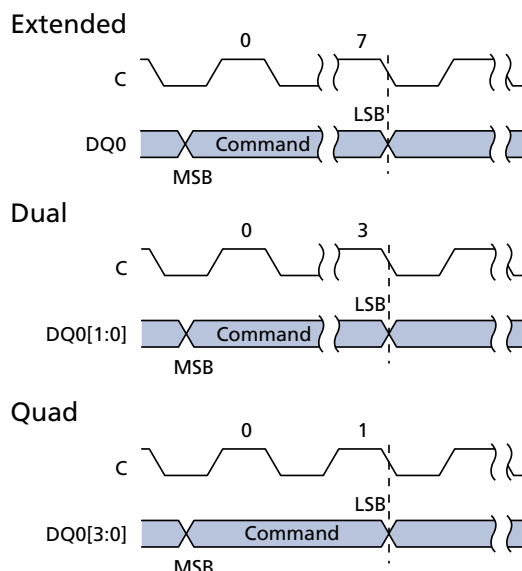 Extended
0 7
C
LSB
DQ0 Command
MSB
Dual
0 3
C
LSB
DQ0[1:0] Command
MSB
Quad
0 1
C
LSB
DQ0[3:0] Command
MSB